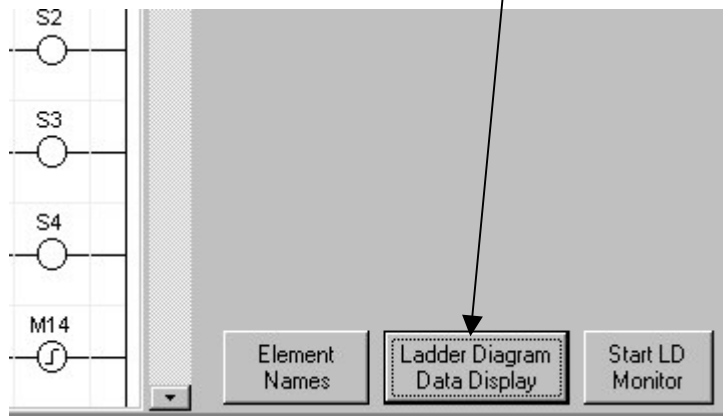 S2
S3
S4
M14
Element
Names
Ladder Diagram
Data Display
Start LD
Monitor